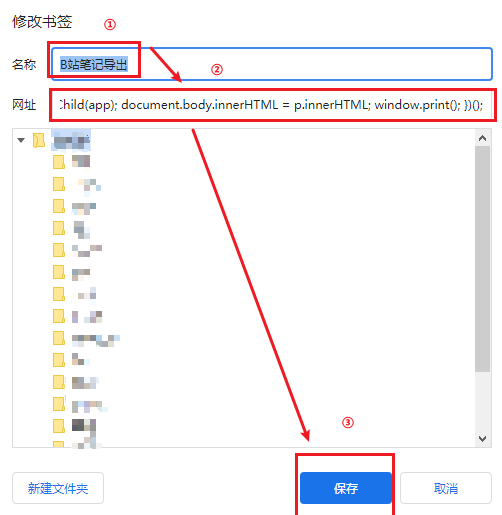 修改书签
①
名称 B站笔记导出
②
网址 Child(app); document.body.innerHTML = p.innerHTML; window.print(); })();
③
新建文件夹 保存 取消